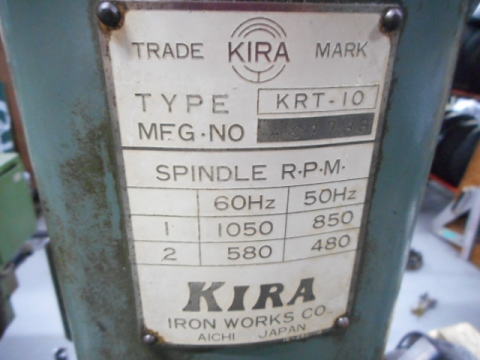 TRADE KIRA MARK
TYPE KRT-10
MFG·NO
SPINDLE R·P·M·
60Hz 50Hz
1 1050 850
2 580 480
KIRA
IRON WORKS CO.
AICHI JAPAN